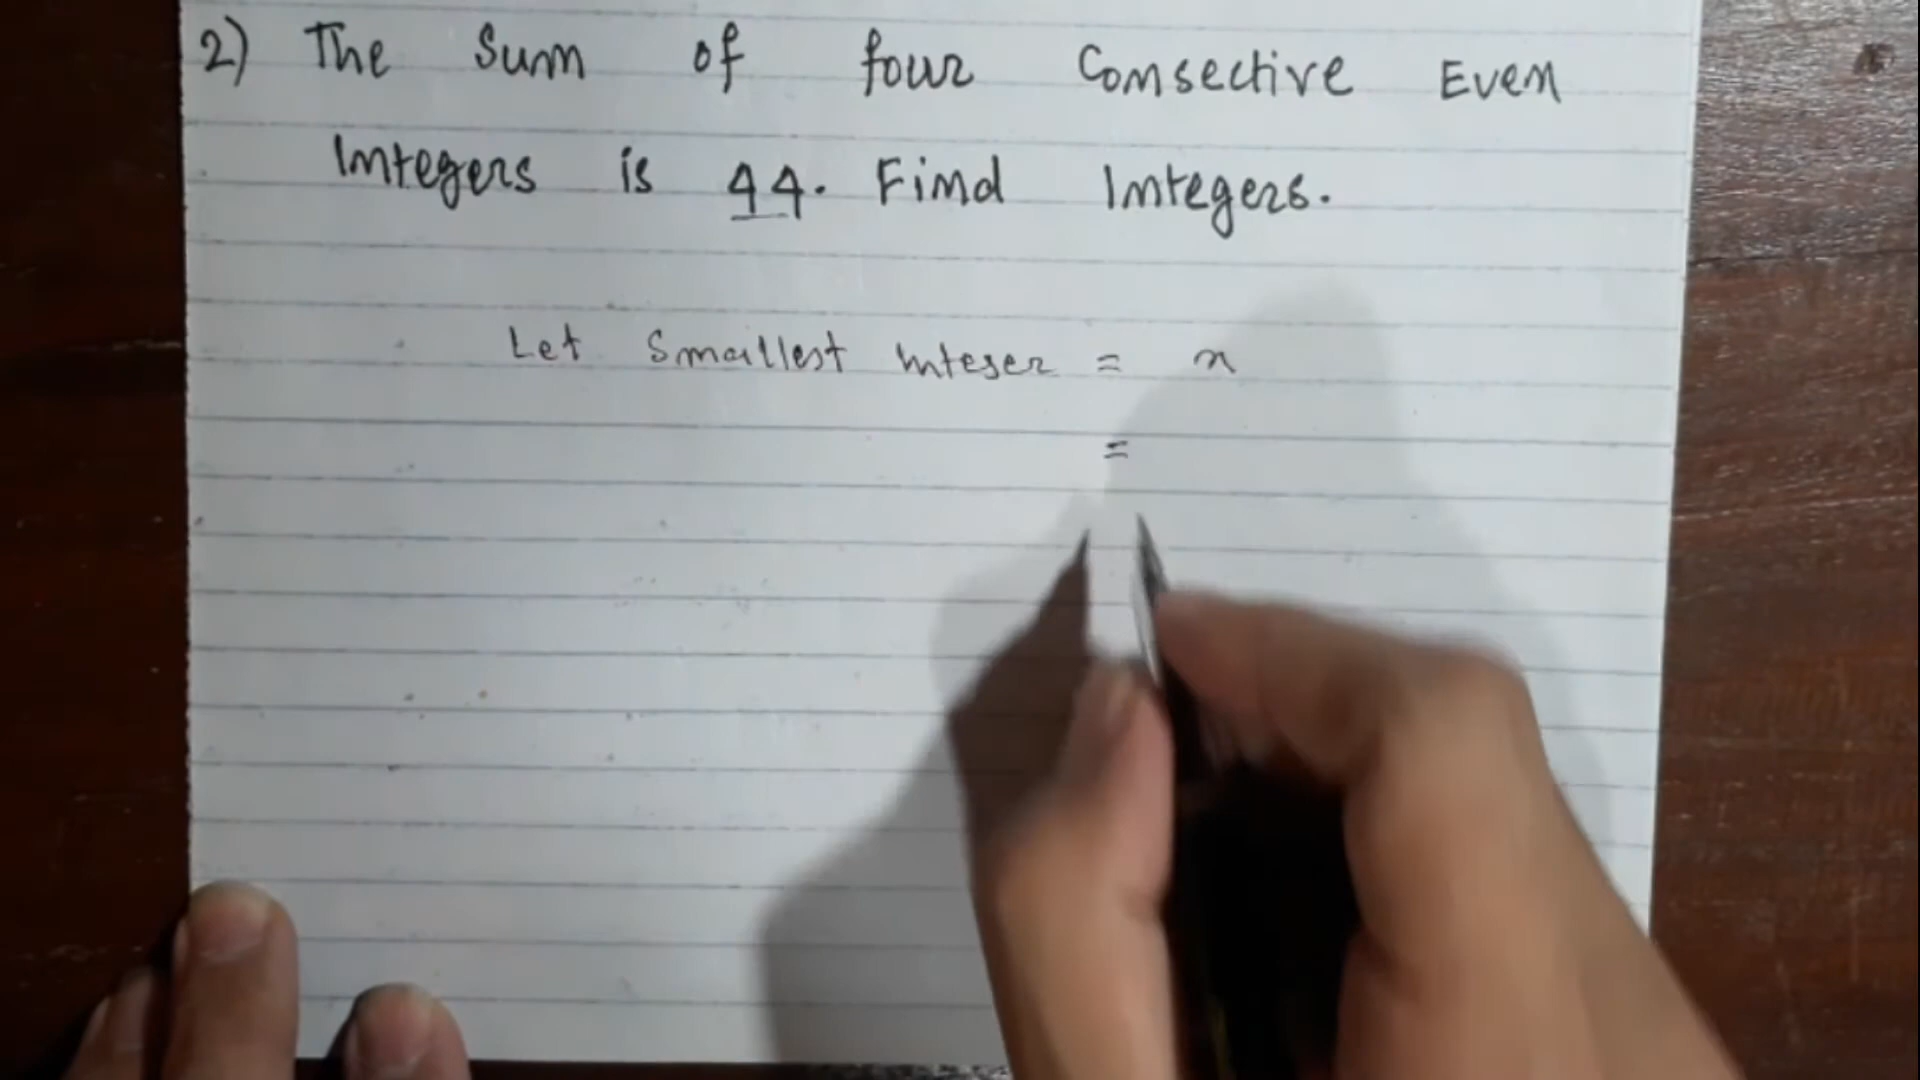 2) The Sum of four Consective Even
Integers is 44. Find Integers.
Let Smallest integer = x
=